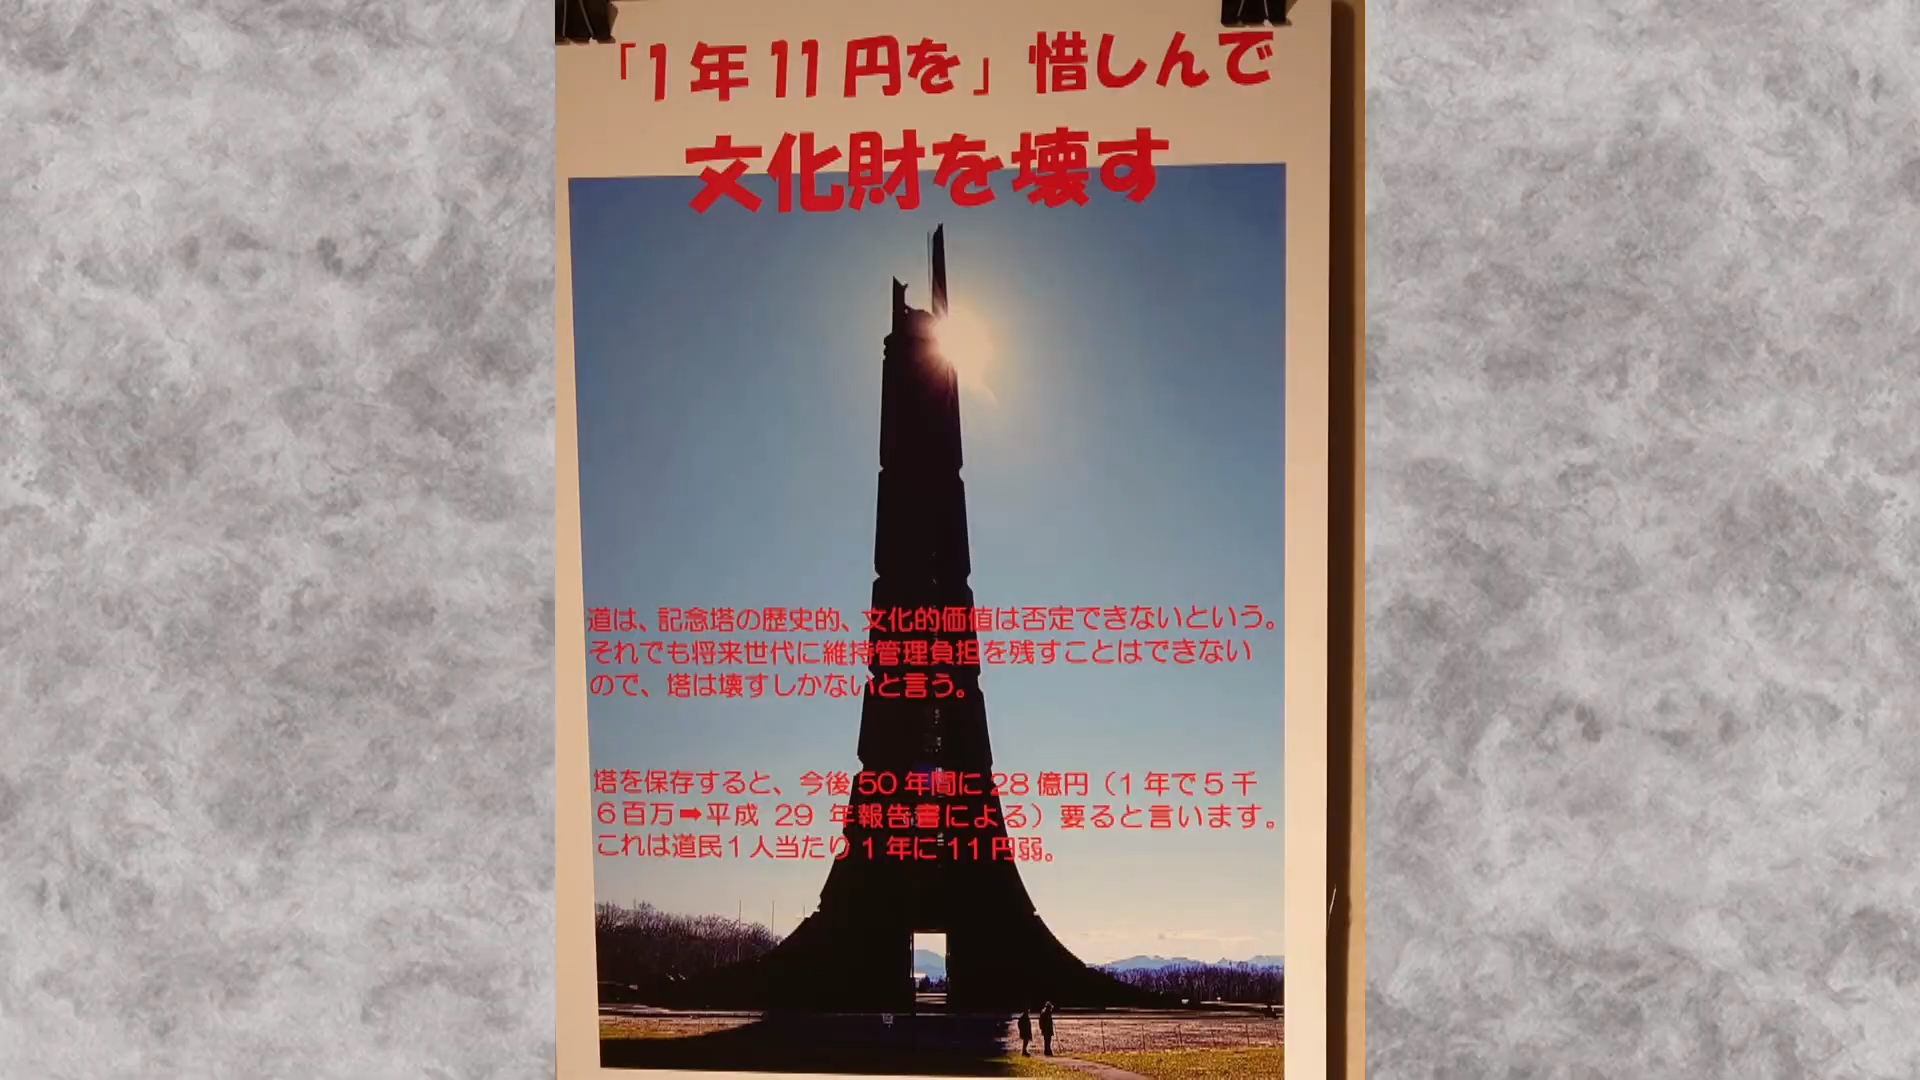 「1年11円を」惜しんで
文化財を壊す
道は、記念塔の歴史的、文化的価値は否定できないという。
それでも将来世代に維持管理負担を残すことはできない
ので、塔は壊すしかないと言う。
塔を保存すると、今後50年間に28億円（1年で5千
6百万➡平成 29 年報告書による）要ると言います。
これは道民1人当たり1年に11円弱。